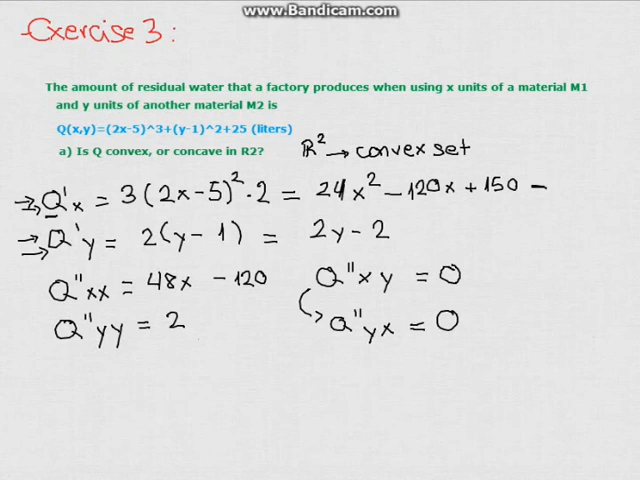 www.Bandicam.com
Exercise 3:
The amount of residual water that a factory produces when using x units of a material M1
and y units of another material M2 is
Q(x,y)=(2x-5)^3+(y-1)^2+25 (liters)
a) Is Q convex, or concave in R2? ℝ² → convex set
→ Q'x = 3(2x-5)²·2 = 24x² - 120x + 150 -
→ Q'y = 2(y-1) = 2y - 2
Q''xx = 48x - 120 Q''xy = 0
Q''yy = 2 Q''yx = 0